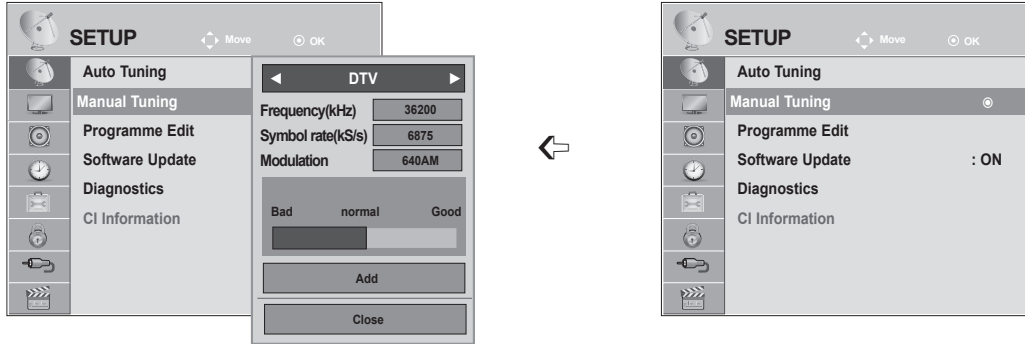 SETUP Move OK
Auto Tuning
Manual Tuning
Programme Edit
Software Update
Diagnostics
CI Information
DTV
Frequency(kHz) 36200
Symbol rate(kS/s) 6875
Modulation 640AM
Bad normal Good
Add
Close
SETUP Move OK
Auto Tuning
Manual Tuning
Programme Edit
Software Update : ON
Diagnostics
CI Information